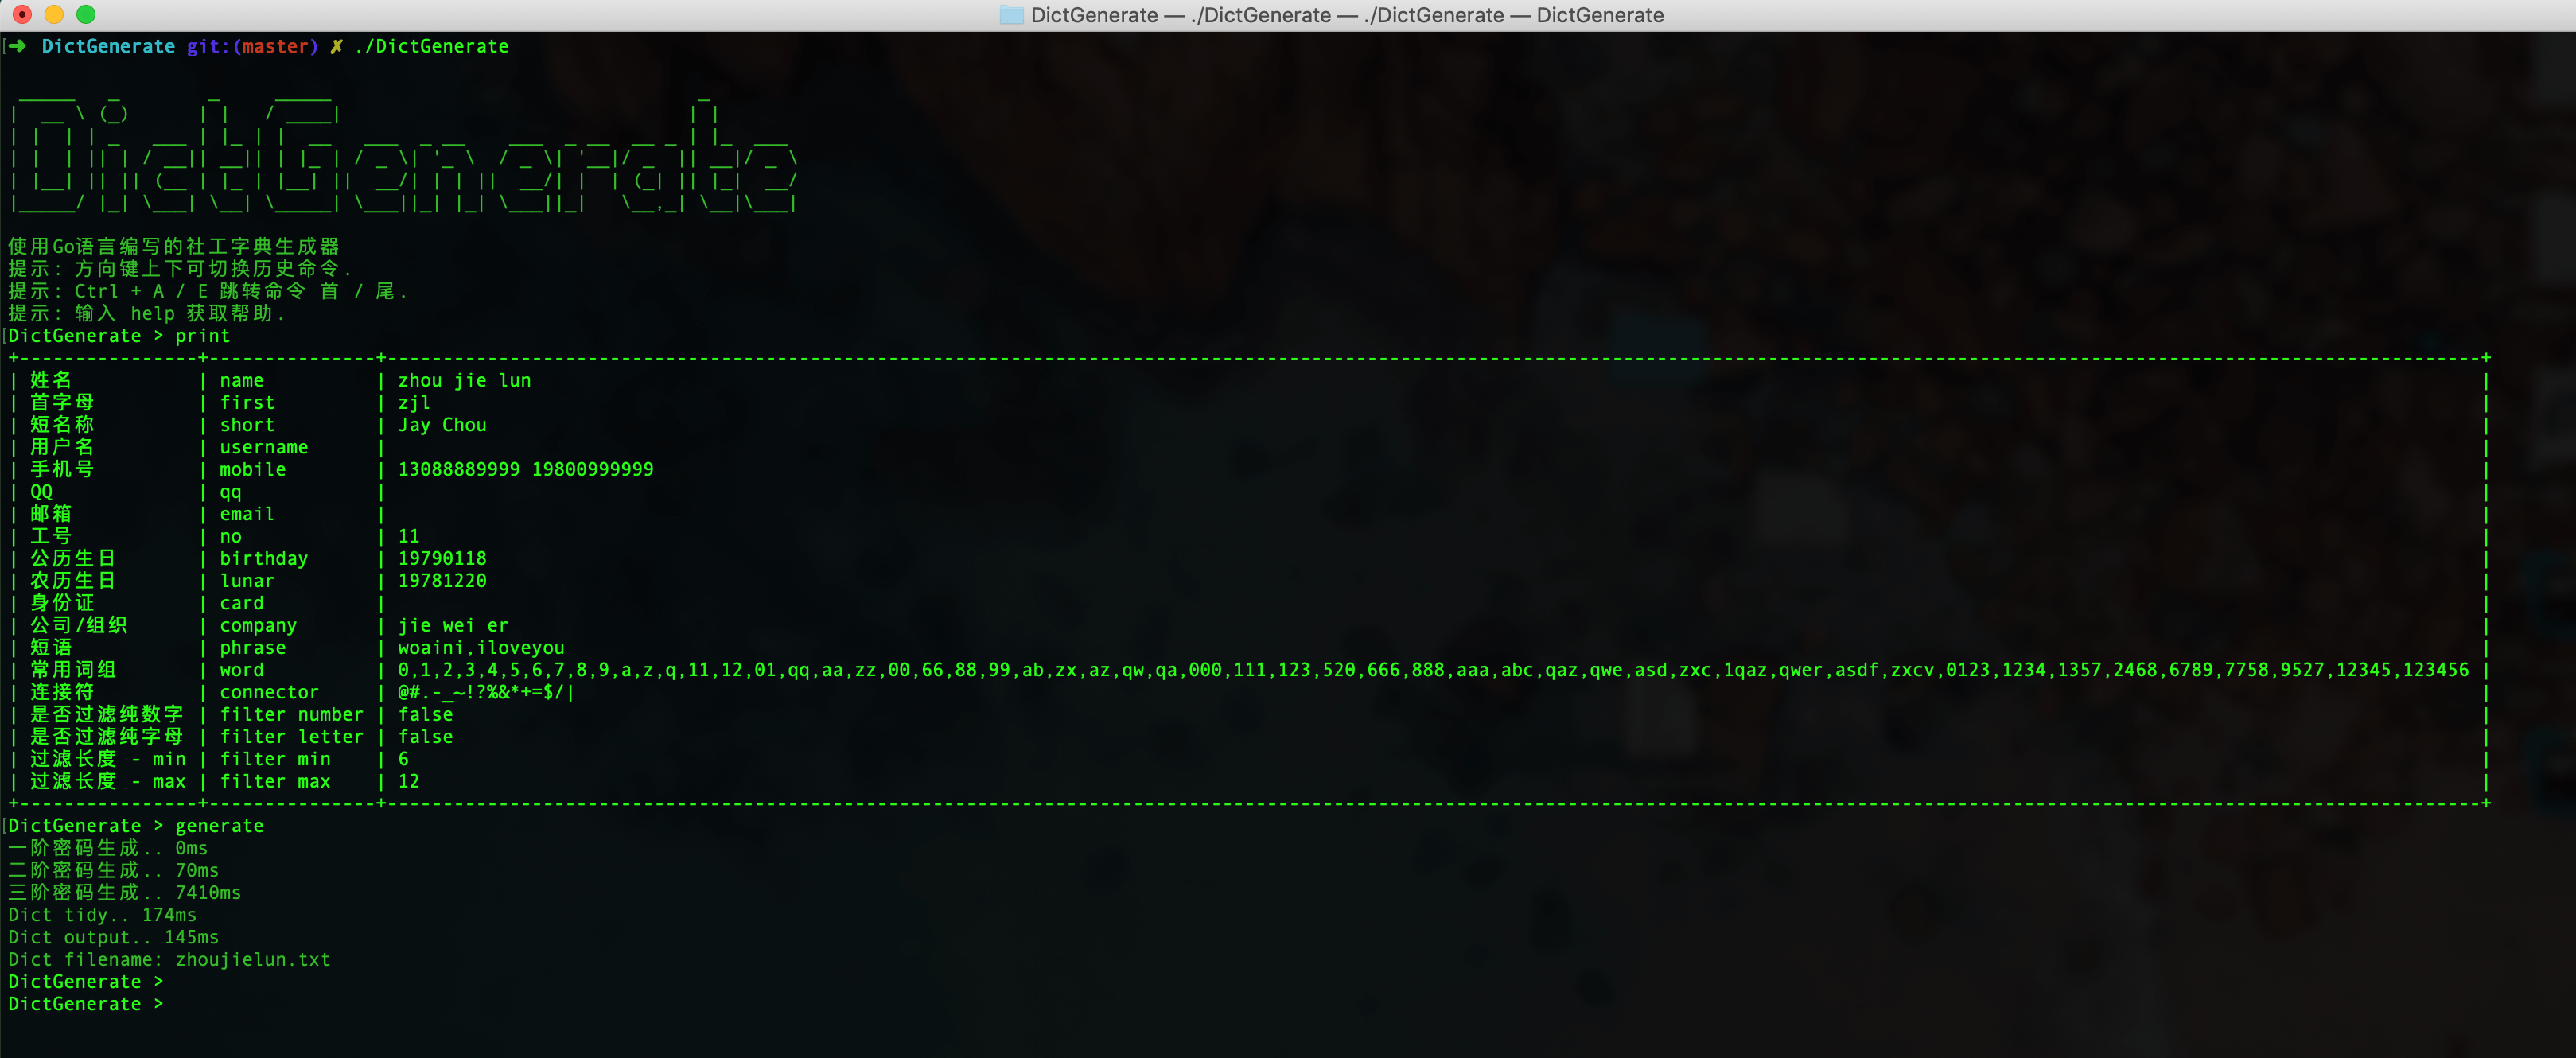 DictGenerate — ./DictGenerate — ./DictGenerate — DictGenerate
➜ DictGenerate git:(master) ✗ ./DictGenerate
DictGenerate
使用Go语言编写的社工字典生成器
提示: 方向键上下可切换历史命令.
提示: Ctrl + A / E 跳转命令 首 / 尾.
提示: 输入 help 获取帮助.
DictGenerate > print
| 姓名 | name | zhou jie lun |
| 首字母 | first | zjl |
| 短名称 | short | Jay Chou |
| 用户名 | username | |
| 手机号 | mobile | 13088889999 19800999999 |
| QQ | qq | |
| 邮箱 | email | |
| 工号 | no | 11 |
| 公历生日 | birthday | 19790118 |
| 农历生日 | lunar | 19781220 |
| 身份证 | card | |
| 公司/组织 | company | jie wei er |
| 短语 | phrase | woaini,iloveyou |
| 常用词组 | word | 0,1,2,3,4,5,6,7,8,9,a,z,q,11,12,01,qq,aa,zz,00,66,88,99,ab,zx,az,qw,qa,000,111,123,520,666,888,aaa,abc,qaz,qwe,asd,zxc,1qaz,qwer,asdf,zxcv,0123,1234,1357,2468,6789,7758,9527,12345,123456 |
| 连接符 | connector | @#.-_~!?%&*+=$/| |
| 是否过滤纯数字 | filter number | false |
| 是否过滤纯字母 | filter letter | false |
| 过滤长度 - min | filter min | 6 |
| 过滤长度 - max | filter max | 12 |
DictGenerate > generate
一阶密码生成.. 0ms
二阶密码生成.. 70ms
三阶密码生成.. 7410ms
Dict tidy.. 174ms
Dict output.. 145ms
Dict filename: zhoujielun.txt
DictGenerate >
DictGenerate >